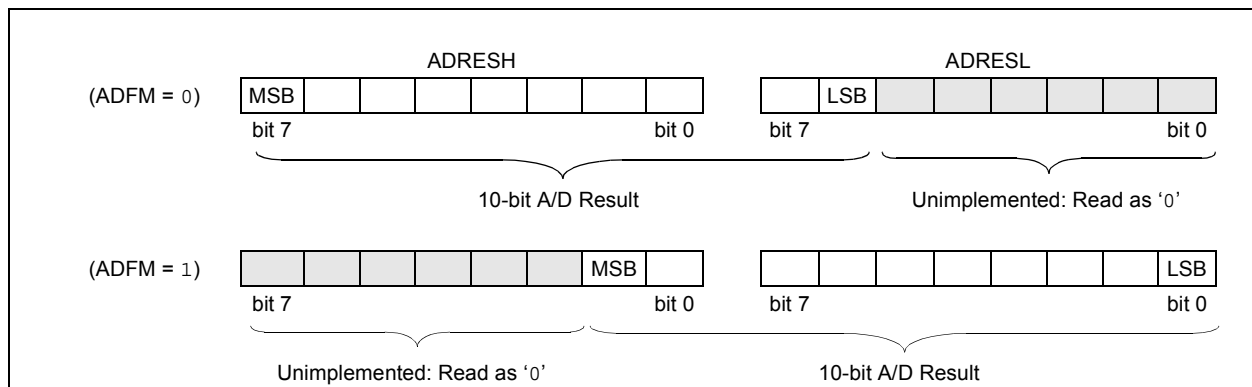 ADRESH ADRESL
(ADFM = 0) MSB LSB
bit 7 bit 0 bit 7 bit 0
10-bit A/D Result Unimplemented: Read as ‘0’
(ADFM = 1) MSB LSB
bit 7 bit 0 bit 7 bit 0
Unimplemented: Read as ‘0’ 10-bit A/D Result